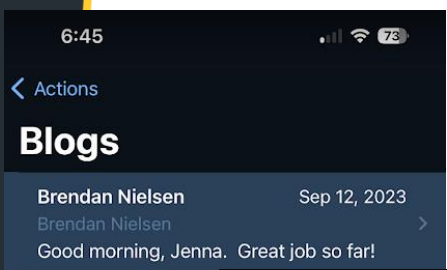 6:45 73
Actions
Blogs
Brendan Nielsen Sep 12, 2023
Brendan Nielsen
Good morning, Jenna. Great job so far!